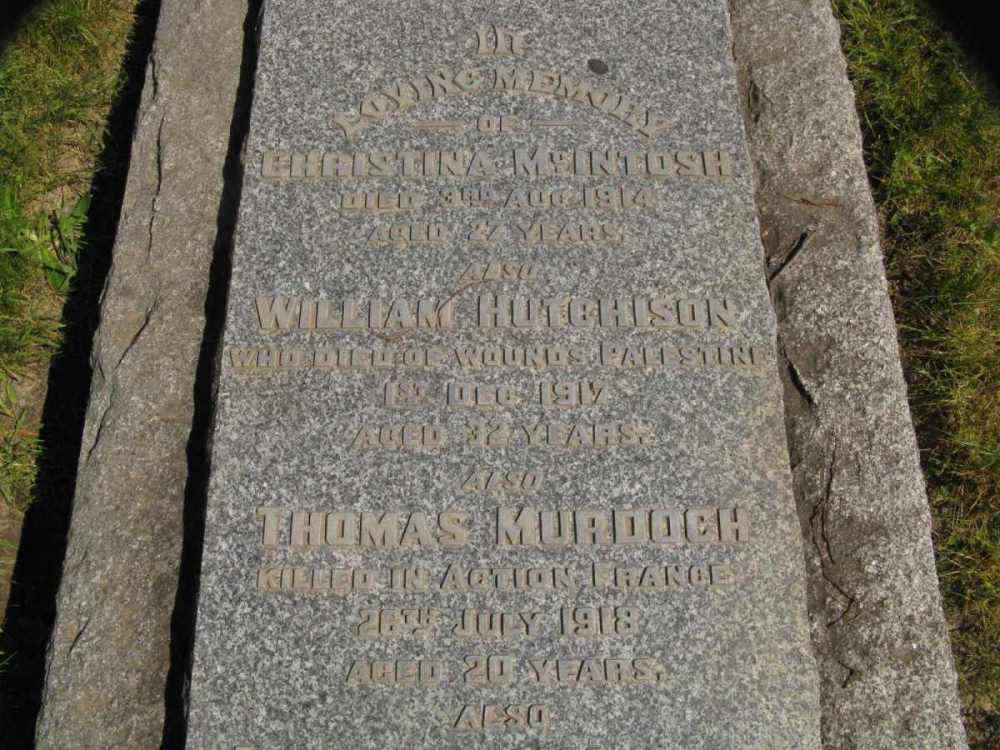 IN
LOVING MEMORY
OF
CHRISTINA McINTOSH
DIED 3RD AUG. 1914
AGED 27 YEARS
ALSO
WILLIAM HUTCHISON
WHO DIED OF WOUNDS PALESTINE
1ST DEC. 1917
AGED 32 YEARS.
ALSO
THOMAS MURDOCH
KILLED IN ACTION FRANCE
26TH JULY 1918
AGED 20 YEARS.
ALSO